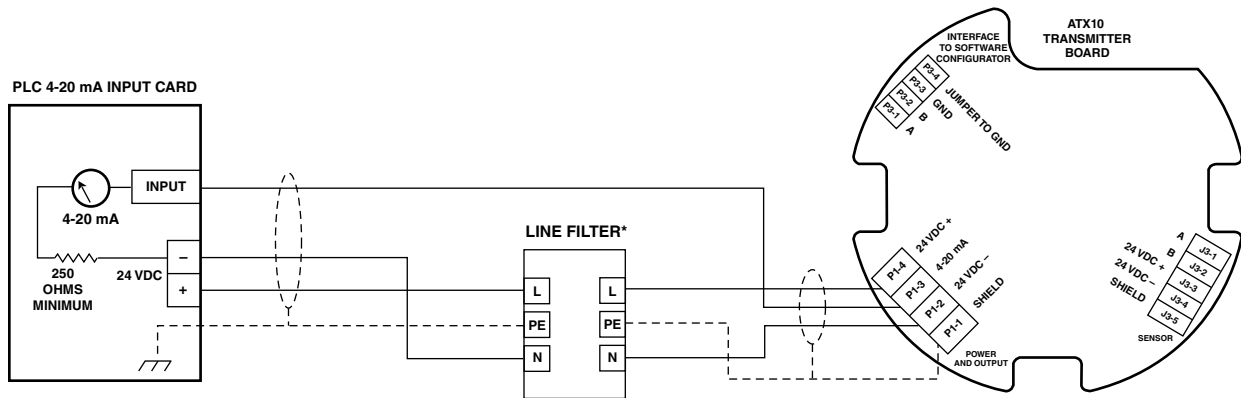 PLC 4-20 mA INPUT CARD
INPUT
4-20 mA
250
OHMS
MINIMUM
24 VDC
–
+
LINE FILTER*
L
PE
N
L
PE
N
ATX10
TRANSMITTER
BOARD
INTERFACE
TO SOFTWARE
CONFIGURATOR
P3-4
P3-3
P3-2
P3-1
JUMPER TO GND
GND
B
A
24 VDC +
4-20 mA
24 VDC –
SHIELD
P1-4
P1-3
P1-2
P1-1
POWER
AND OUTPUT
A
B
24 VDC +
24 VDC –
SHIELD
J3-1
J3-2
J3-3
J3-4
J3-5
SENSOR